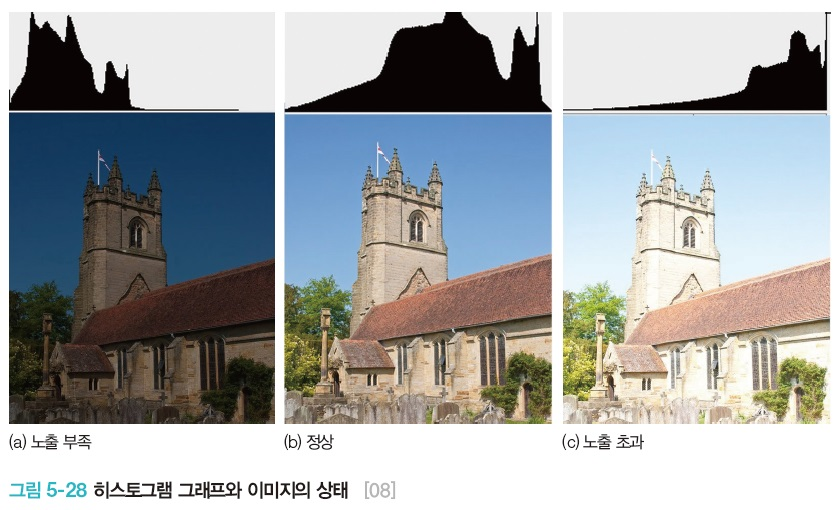 (a) 노출 부족
(b) 정상
(c) 노출 초과
그림 5-28 히스토그램 그래프와 이미지의 상태 [08]